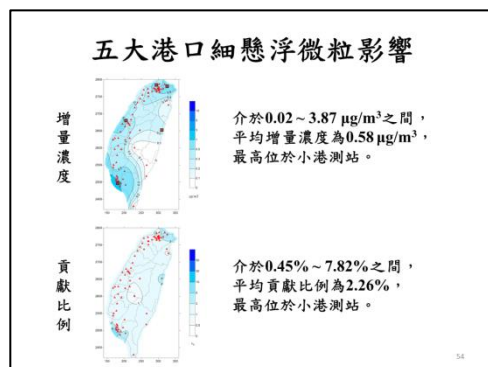 五大港口細懸浮微粒影響
增量濃度
介於0.02 ~ 3.87 μg/m³之間，
平均增量濃度為0.58 μg/m³，
最高位於小港測站。
貢獻比例
介於0.45% ~ 7.82%之間，
平均貢獻比例為2.26%，
最高位於小港測站。
54